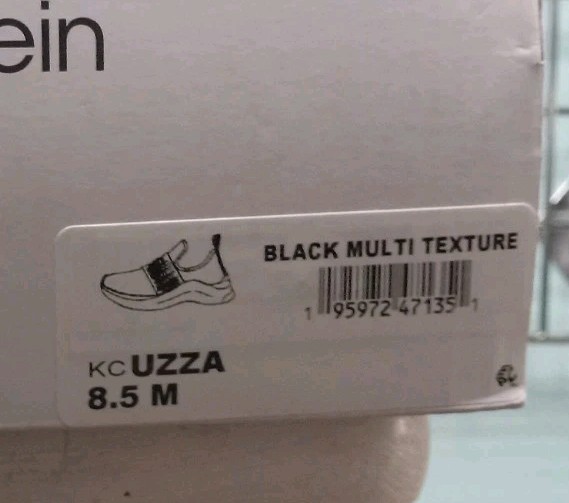 ein
BLACK MULTI TEXTURE
1 95972 47135 1
KC UZZA
8.5 M